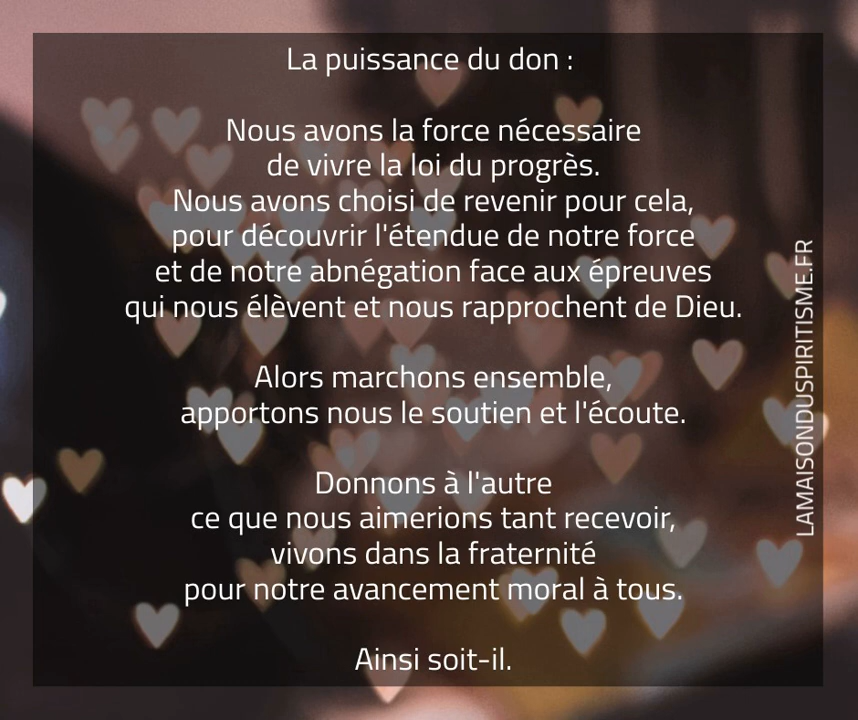 La puissance du don :
Nous avons la force nécessaire
de vivre la loi du progrès.
Nous avons choisi de revenir pour cela,
pour découvrir l'étendue de notre force
et de notre abnégation face aux épreuves
qui nous élèvent et nous rapprochent de Dieu.
Alors marchons ensemble,
apportons nous le soutien et l'écoute.
Donnons à l'autre
ce que nous aimerions tant recevoir,
vivons dans la fraternité
pour notre avancement moral à tous.
Ainsi soit-il.
LAMAISONDUSPIRITISME.FR